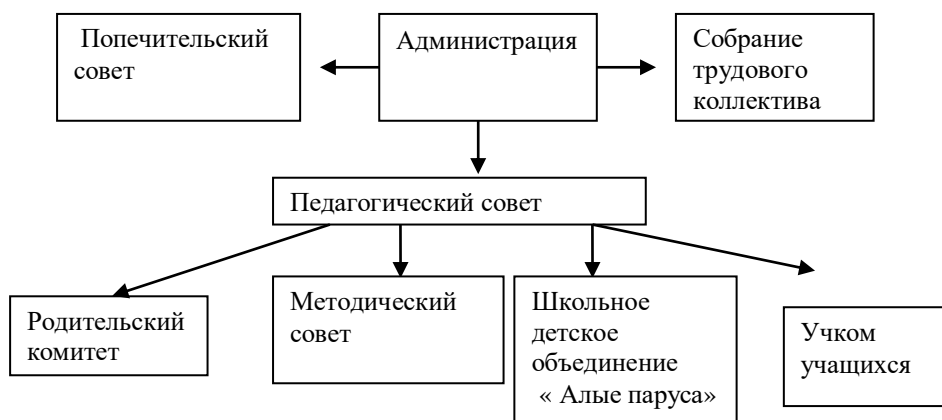 Попечительский
совет
Администрация
Собрание
трудового
коллектива
Педагогический совет
Родительский
комитет
Методический
совет
Школьное
детское
объединение
« Алые паруса»
Учком
учащихся